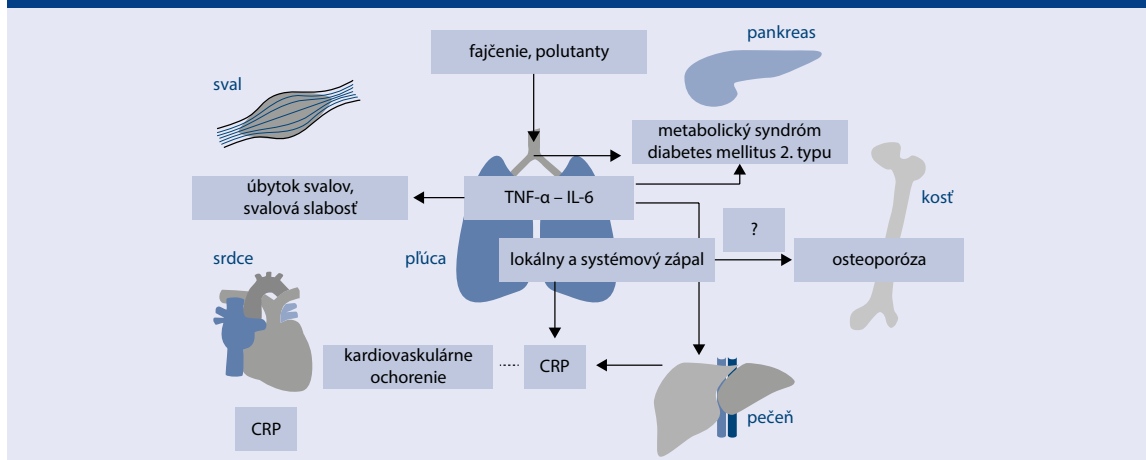 pankreas
fajčenie, polutanty
sval
metabolický syndróm
diabetes mellitus 2. typu
úbytok svalov,
svalová slabosť
TNF-α – IL-6
kosť
?
srdce
pľúca
lokálny a systémový zápal
osteoporóza
kardiovaskulárne
ochorenie
CRP
pečeň
CRP